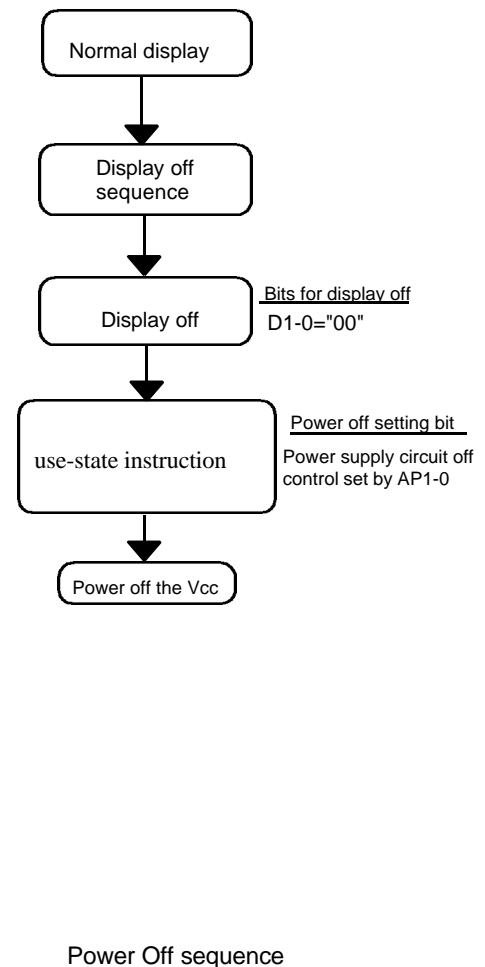 Normal display
Display off
sequence
Display off
Bits for display off
D1-0="00"
use-state instruction
Power off setting bit
Power supply circuit off
control set by AP1-0
Power off the Vcc
Power Off sequence